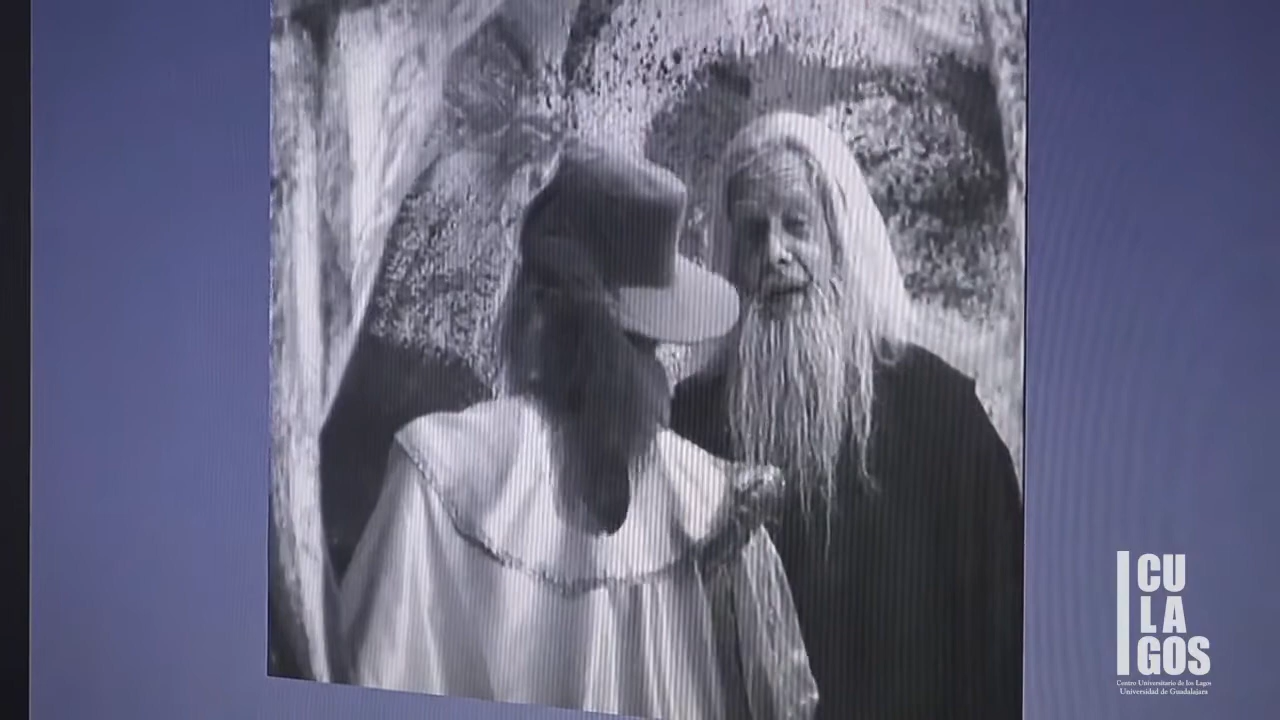 CU
LA
GOS
Centro Universitario de los Lagos
Universidad de Guadalajara